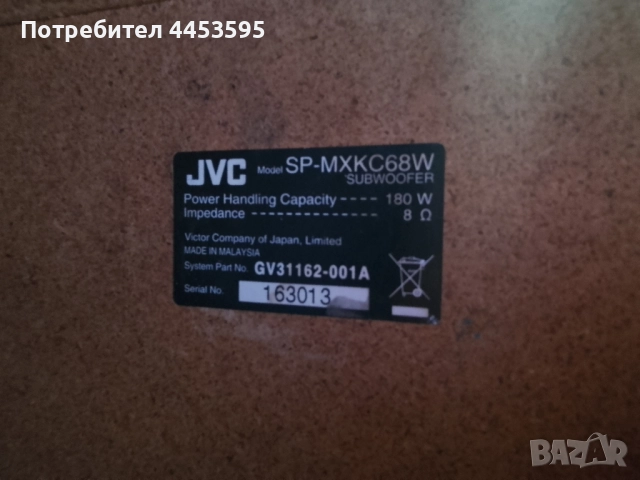 Потребител 4453595
JVC Model SP-MXKC68W
SUBWOOFER
Power Handling Capacity ---- 180 W
Impedance -------------- 8 Ω
Victor Company of Japan, Limited
MADE IN MALAYSIA
System Part No. GV31162-001A
Serial No. 163013
BAZAR